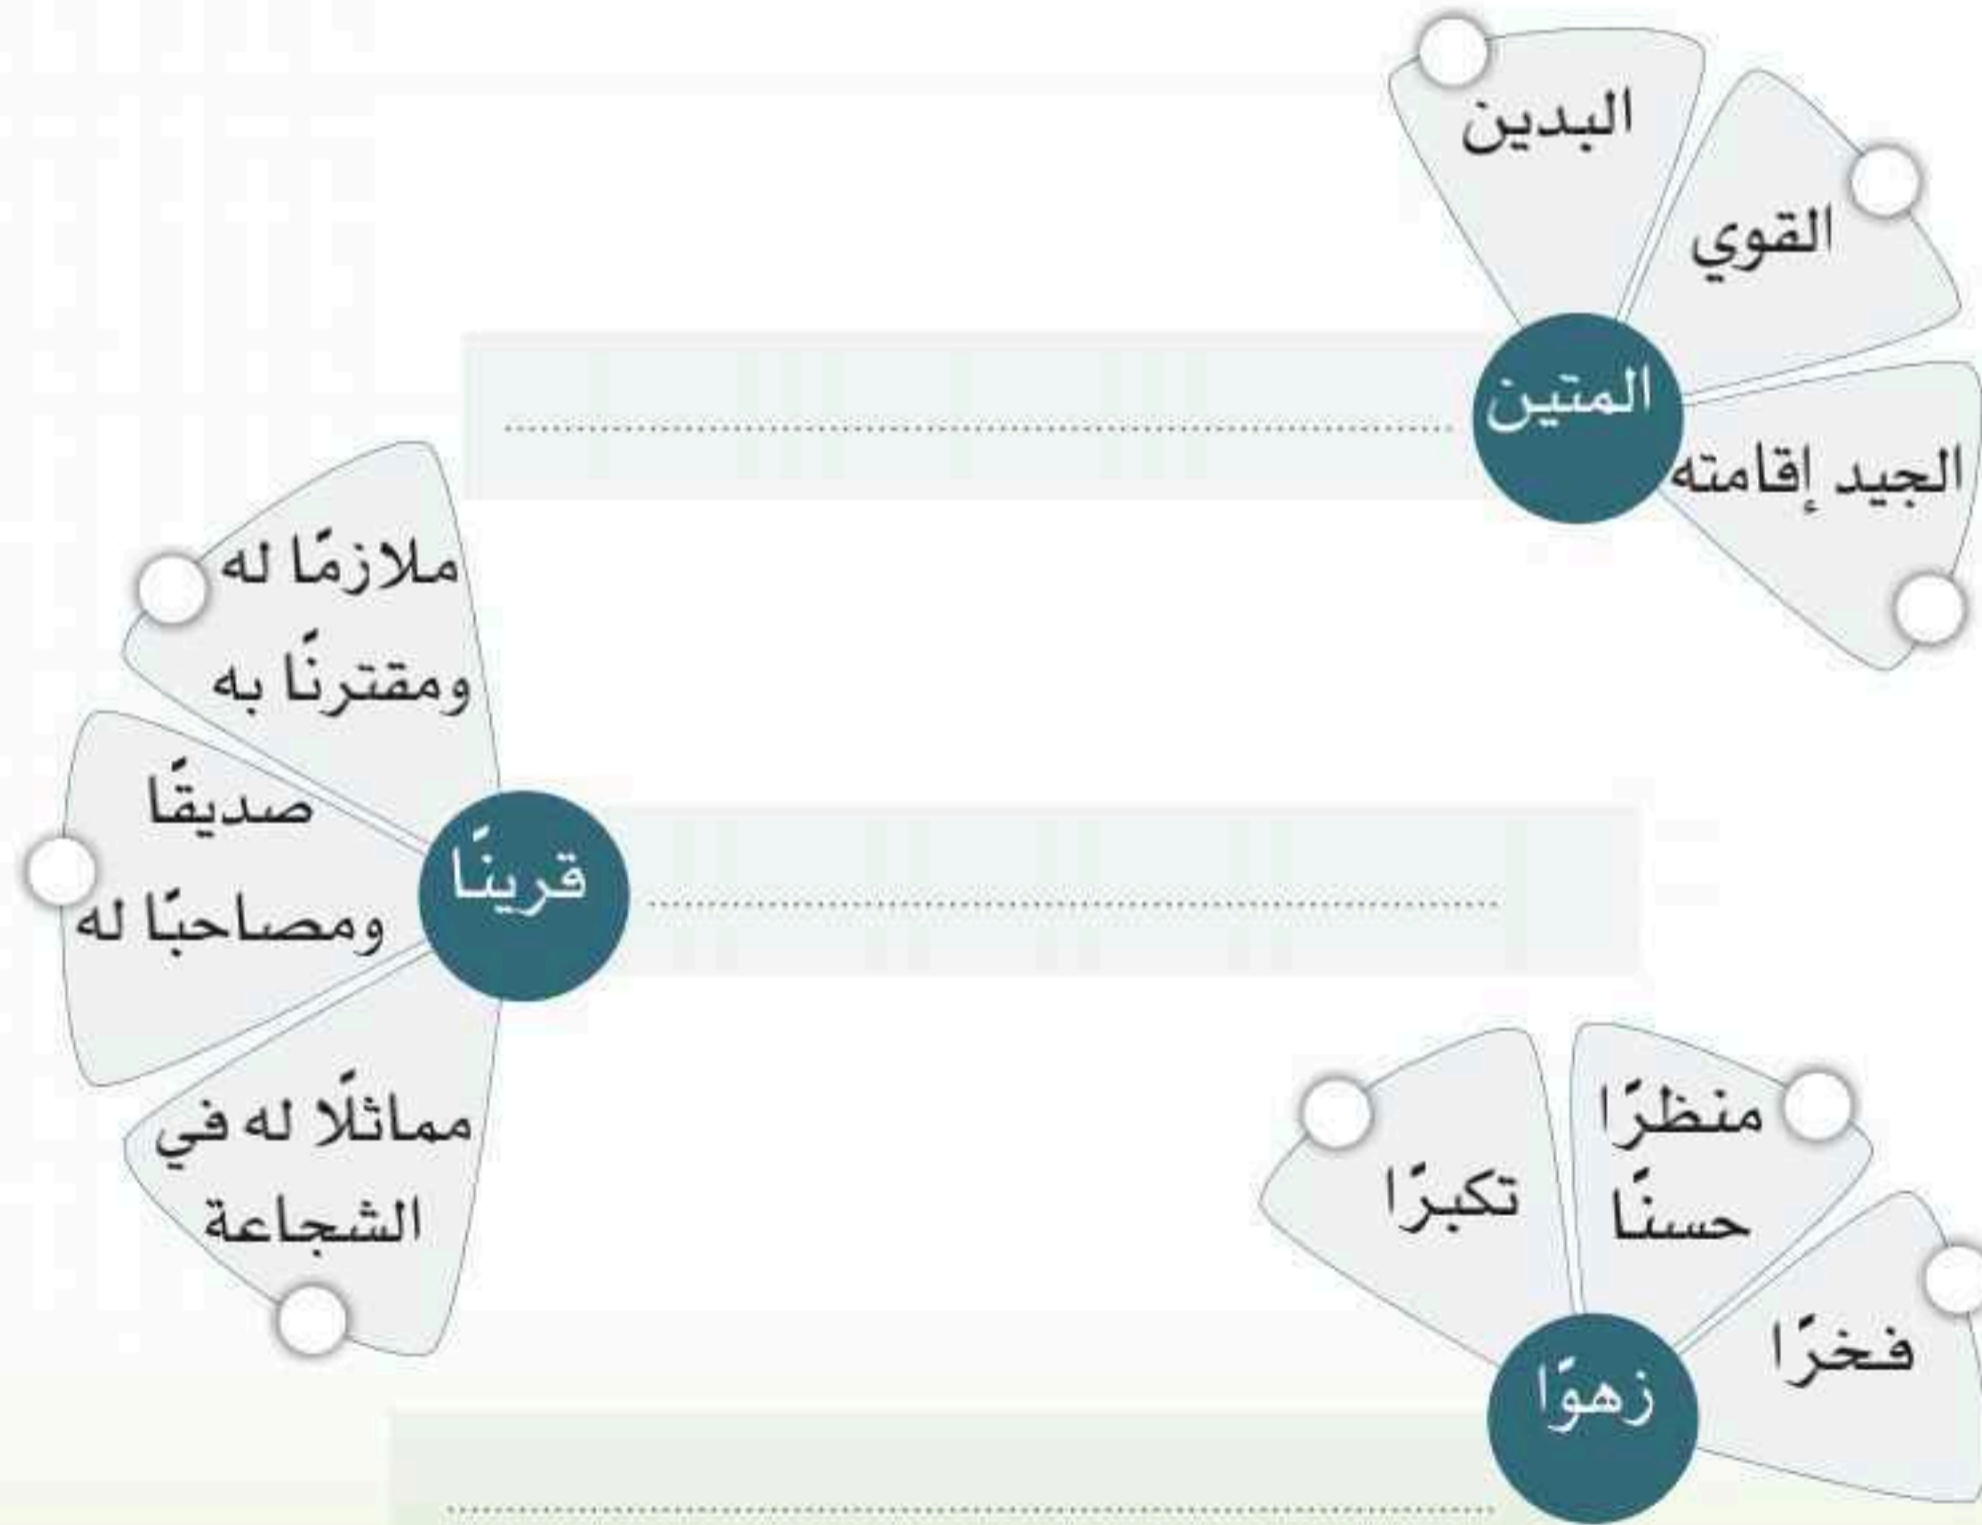 البدين
القوي
المتين
الجيد إقامته
ملازمًا له
ومقترنًا به
صديقًا
ومصاحبًا له
قرينًا
مماثلًا له في
الشجاعة
تكبرًا
منظرًا
حسنًا
فخرًا
زهوًا